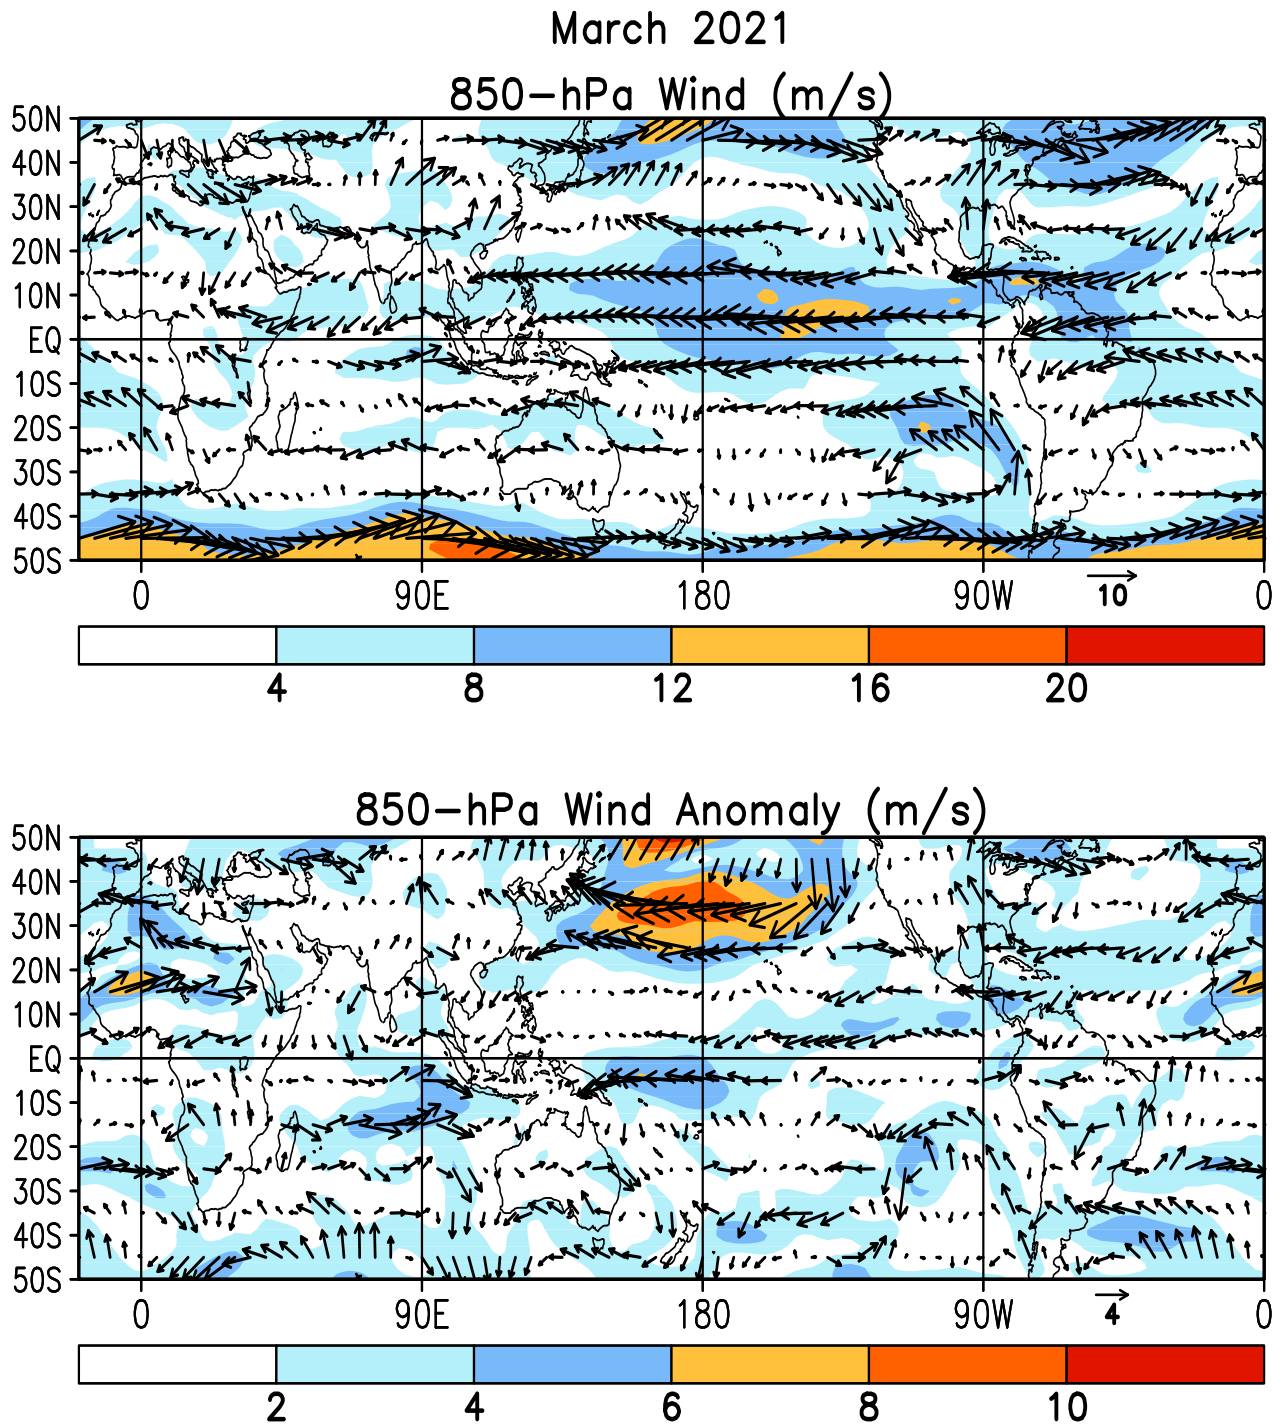 March 2021
850-hPa Wind (m/s)
50N
40N
30N
20N
10N
EQ
10S
20S
30S
40S
50S
0 90E 180 90W 0
10
4 8 12 16 20
850-hPa Wind Anomaly (m/s)
50N
40N
30N
20N
10N
EQ
10S
20S
30S
40S
50S
0 90E 180 90W 0
4
2 4 6 8 10